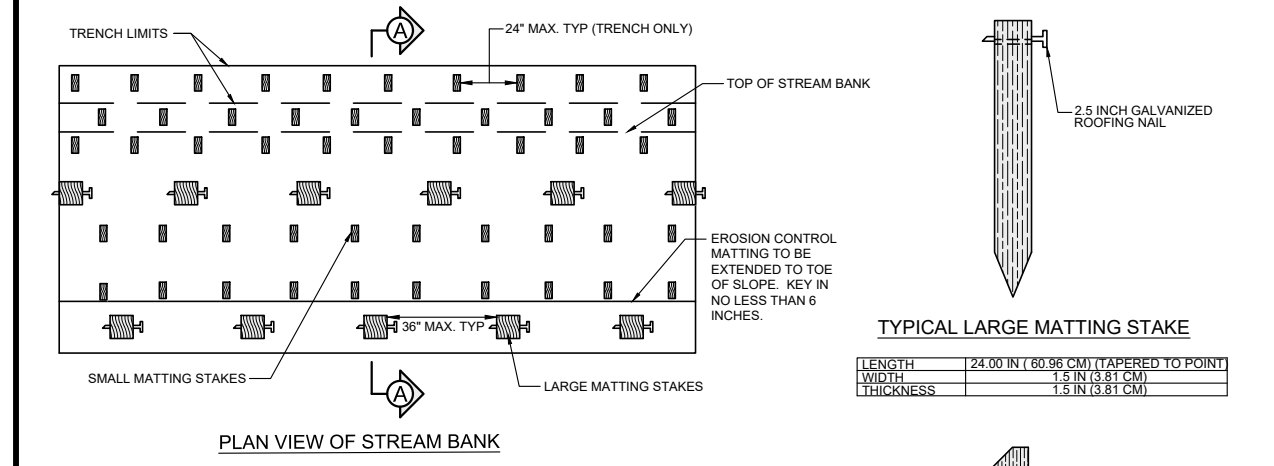 TRENCH LIMITS
A
24" MAX. TYP (TRENCH ONLY)
TOP OF STREAM BANK
EROSION CONTROL
MATTING TO BE
EXTENDED TO TOE
OF SLOPE. KEY IN
NO LESS THAN 6
INCHES.
36" MAX. TYP
SMALL MATTING STAKES
LARGE MATTING STAKES
A
PLAN VIEW OF STREAM BANK
2.5 INCH GALVANIZED
ROOFING NAIL
TYPICAL LARGE MATTING STAKE
LENGTH 24.00 IN ( 60.96 CM) (TAPERED TO POINT)
WIDTH 1.5 IN (3.81 CM)
THICKNESS 1.5 IN (3.81 CM)